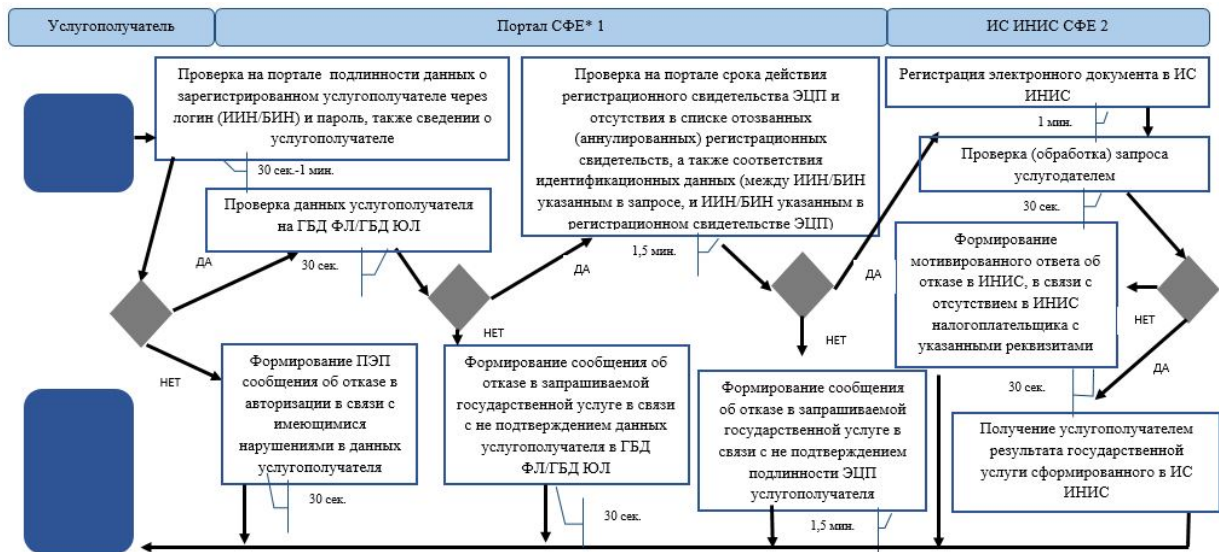 Услугополучатель
Портал СФЕ* 1
ИС ИНИС СФЕ 2
Проверка на портале подлинности данных о
зарегистрированном услугополучателе через
логин (ИИН/БИН) и пароль, также сведении о
услугополучателе
30 сек.-1 мин.
Проверка данных услугополучателя
на ГБД ФЛ/ГБД ЮЛ
30 сек.
ДА
НЕТ
Формирование ПЭП
сообщения об отказе в
авторизации в связи с
имеющимися
нарушениями в данных
услугополучателя
30 сек.
Проверка на портале срока действия
регистрационного свидетельства ЭЦП и
отсутствия в списке отозванных
(аннулированных) регистрационных
свидетельств, а также соответствия
идентификационных данных (между ИИН/БИН
указанным в запросе, и ИИН/БИН указанным в
регистрационном свидетельстве ЭЦП)
1,5 мин.
ДА
НЕТ
Формирование сообщения об
отказе в запрашиваемой
государственной услуге в связи
с не подтверждением данных
услугополучателя в ГБД
ФЛ/ГБД ЮЛ
30 сек.
ДА
НЕТ
Формирование сообщения
об отказе в запрашиваемой
государственной услуге в
связи с не подтверждением
подлинности ЭЦП
услугополучателя
1,5 мин.
Регистрация электронного документа в ИС
ИНИС
1 мин.
Проверка (обработка) запроса
услугодателем
30 сек.
Формирование
мотивированного ответа об
отказе в ИНИС, в связи с
отсутствием в ИНИС
налогоплательщика с
указанными реквизитами
НЕТ
ДА
30 сек.
Получение услугополучателем
результата государственной
услуги сформированного в ИС
ИНИС